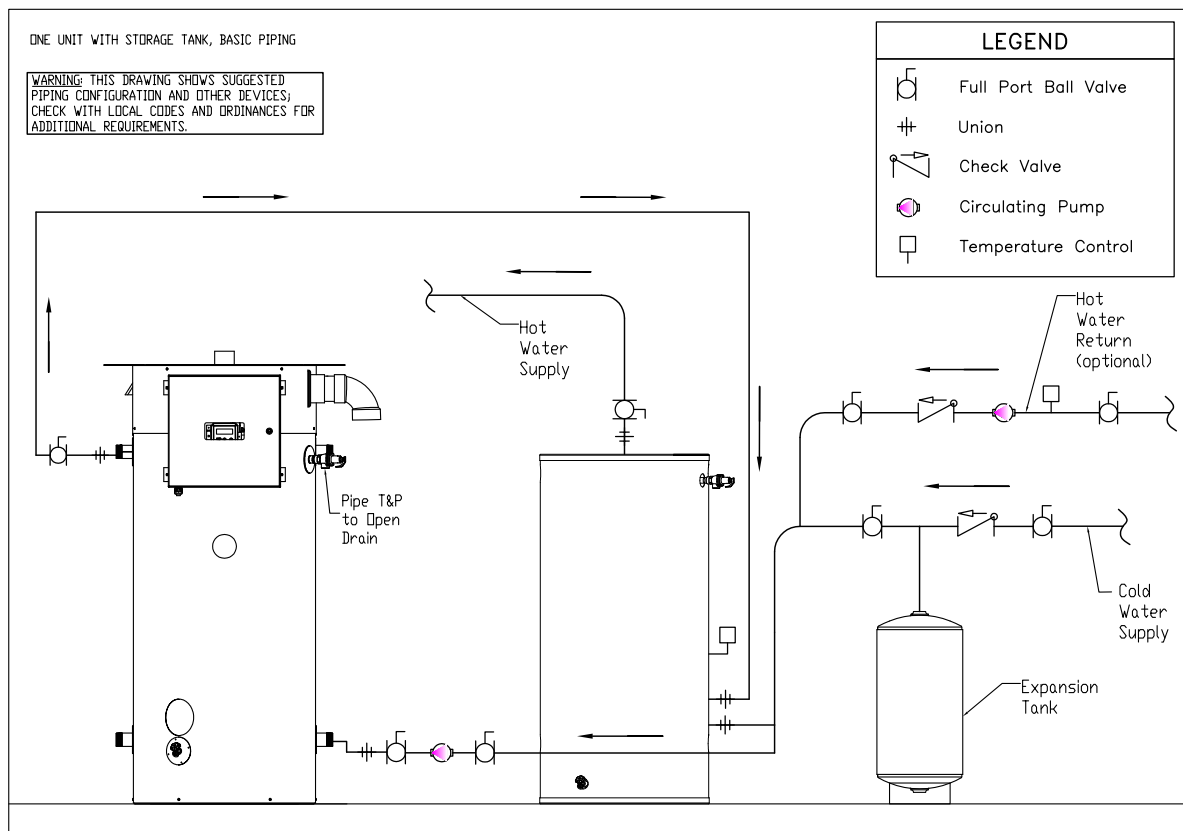 ONE UNIT WITH STORAGE TANK, BASIC PIPING
WARNING: THIS DRAWING SHOWS SUGGESTED
PIPING CONFIGURATION AND OTHER DEVICES;
CHECK WITH LOCAL CODES AND ORDINANCES FOR
ADDITIONAL REQUIREMENTS.
LEGEND
Full Port Ball Valve
Union
Check Valve
Circulating Pump
Temperature Control
Hot
Water
Supply
Hot
Water
Return
(optional)
Pipe T&P
to Open
Drain
Cold
Water
Supply
Expansion
Tank